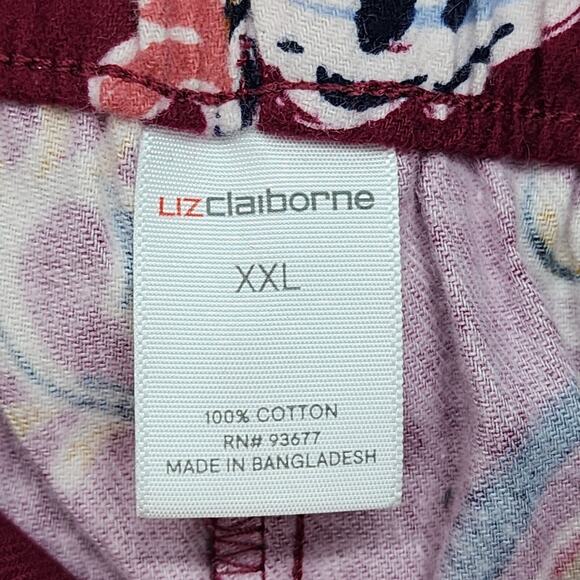 LIZclaiborne
XXL
100% COTTON
RN# 93677
MADE IN BANGLADESH